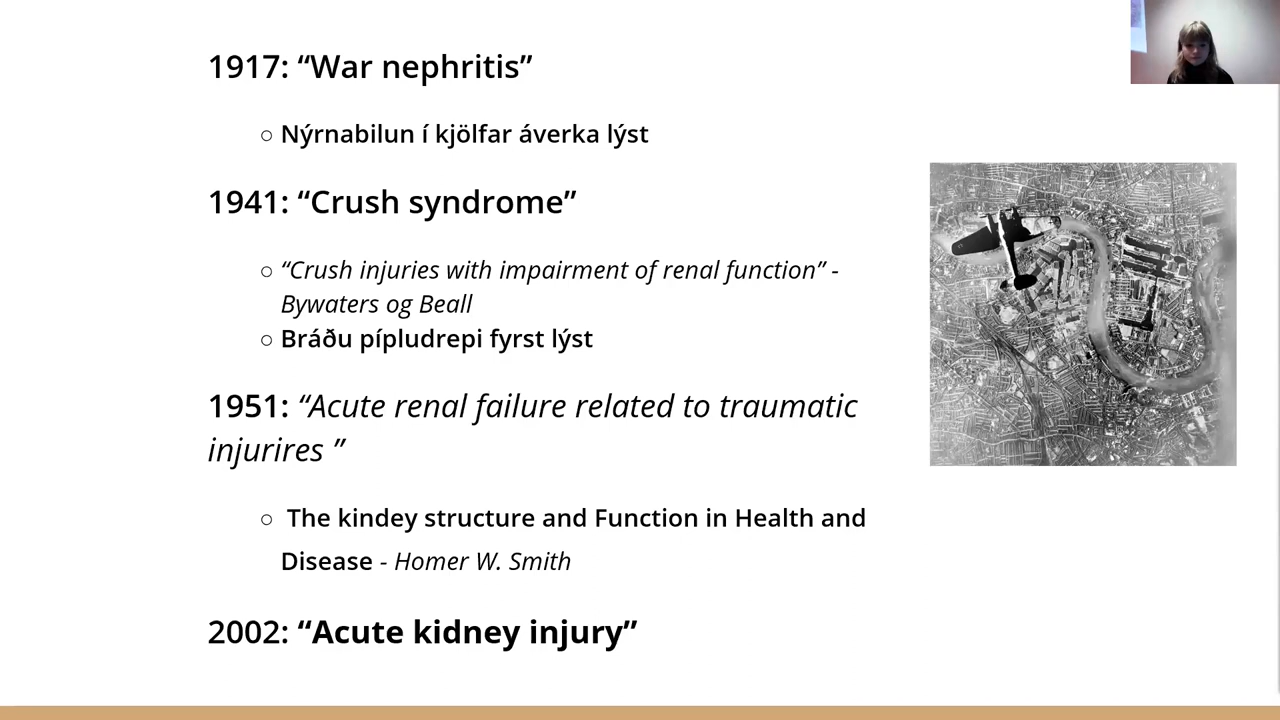 1917: “War nephritis”
○ Nýrnabilun í kjölfar áverka lýst
1941: “Crush syndrome”
○ “Crush injuries with impairment of renal function” -
Bywaters og Beall
○ Bráðu pípludrepi fyrst lýst
1951: “Acute renal failure related to traumatic
injurires ”
○ The kindey structure and Function in Health and
Disease - Homer W. Smith
2002: “Acute kidney injury”